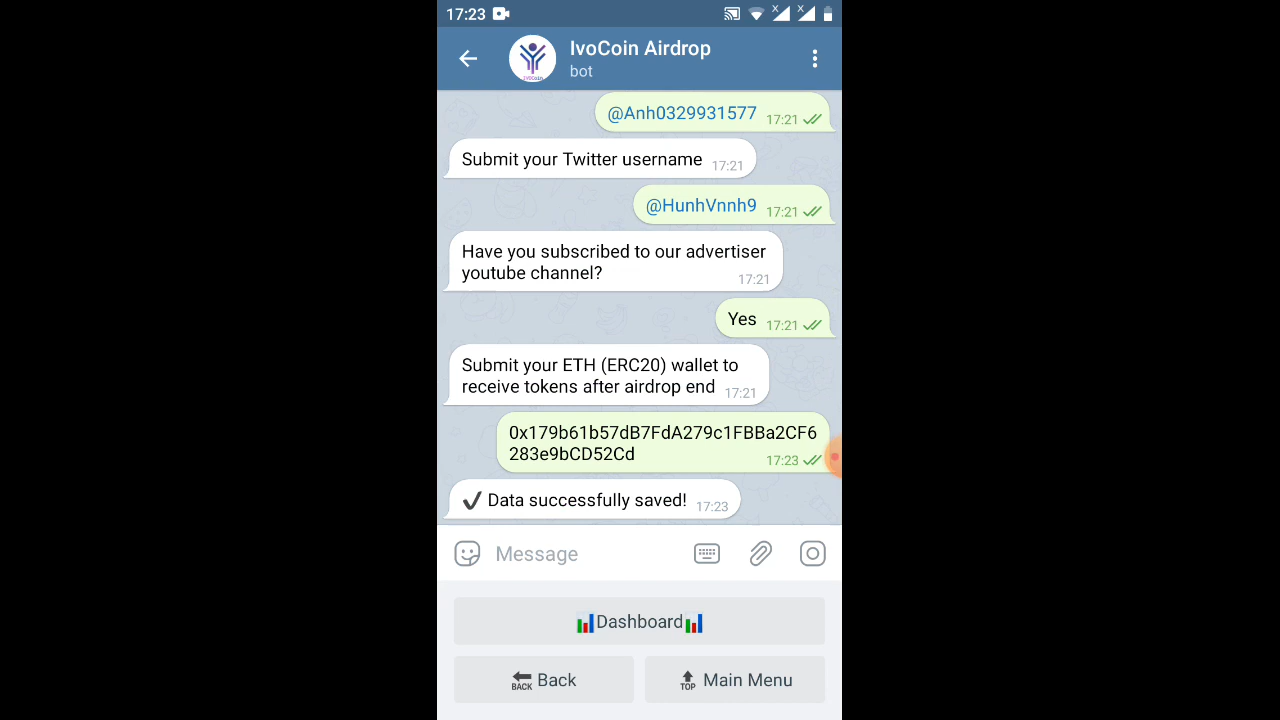 17:23
IvoCoin Airdrop
bot
@Anh0329931577 17:21
Submit your Twitter username 17:21
@HunhVnnh9 17:21
Have you subscribed to our advertiser
youtube channel? 17:21
Yes 17:21
Submit your ETH (ERC20) wallet to
receive tokens after airdrop end 17:21
0x179b61b57dB7FdA279c1FBBa2CF6
283e9bCD52Cd 17:23
Data successfully saved! 17:23
Message
Dashboard
BACK Back
TOP Main Menu